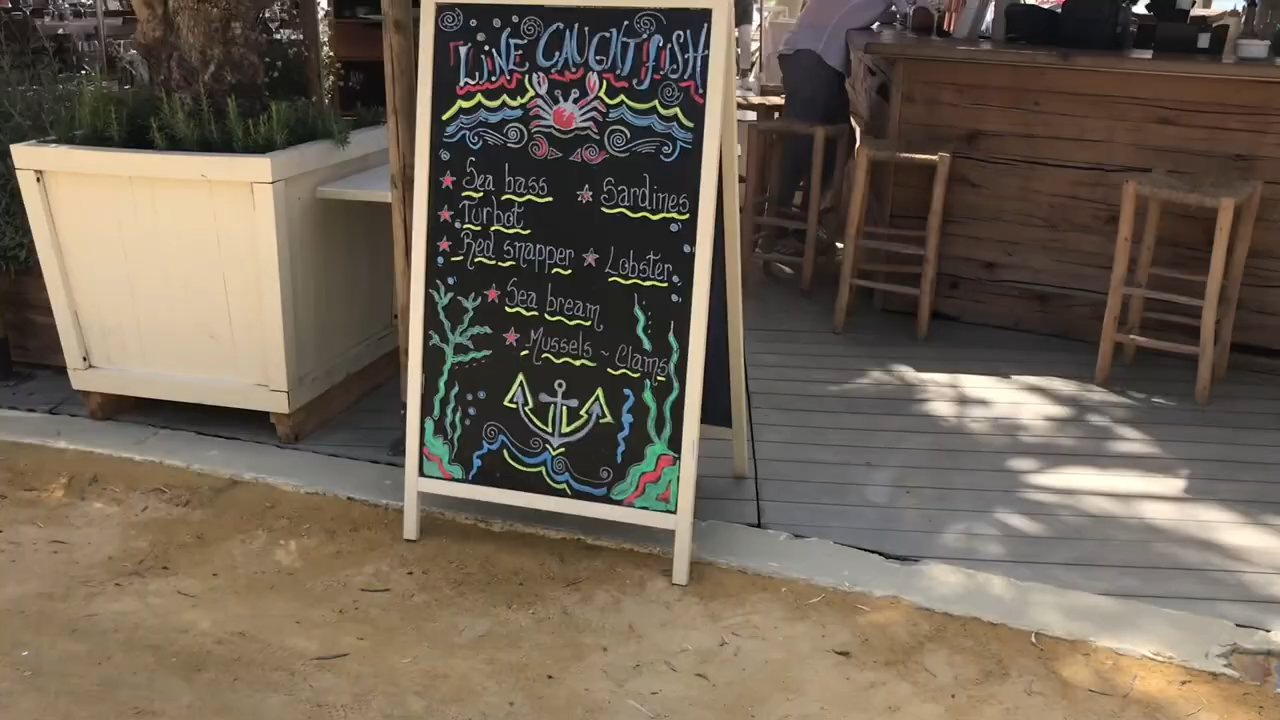 LINE CAUGHT FISH
Sea bass
Sardines
Turbot
Red snapper
Lobster
Sea bream
Mussels ~ Clams